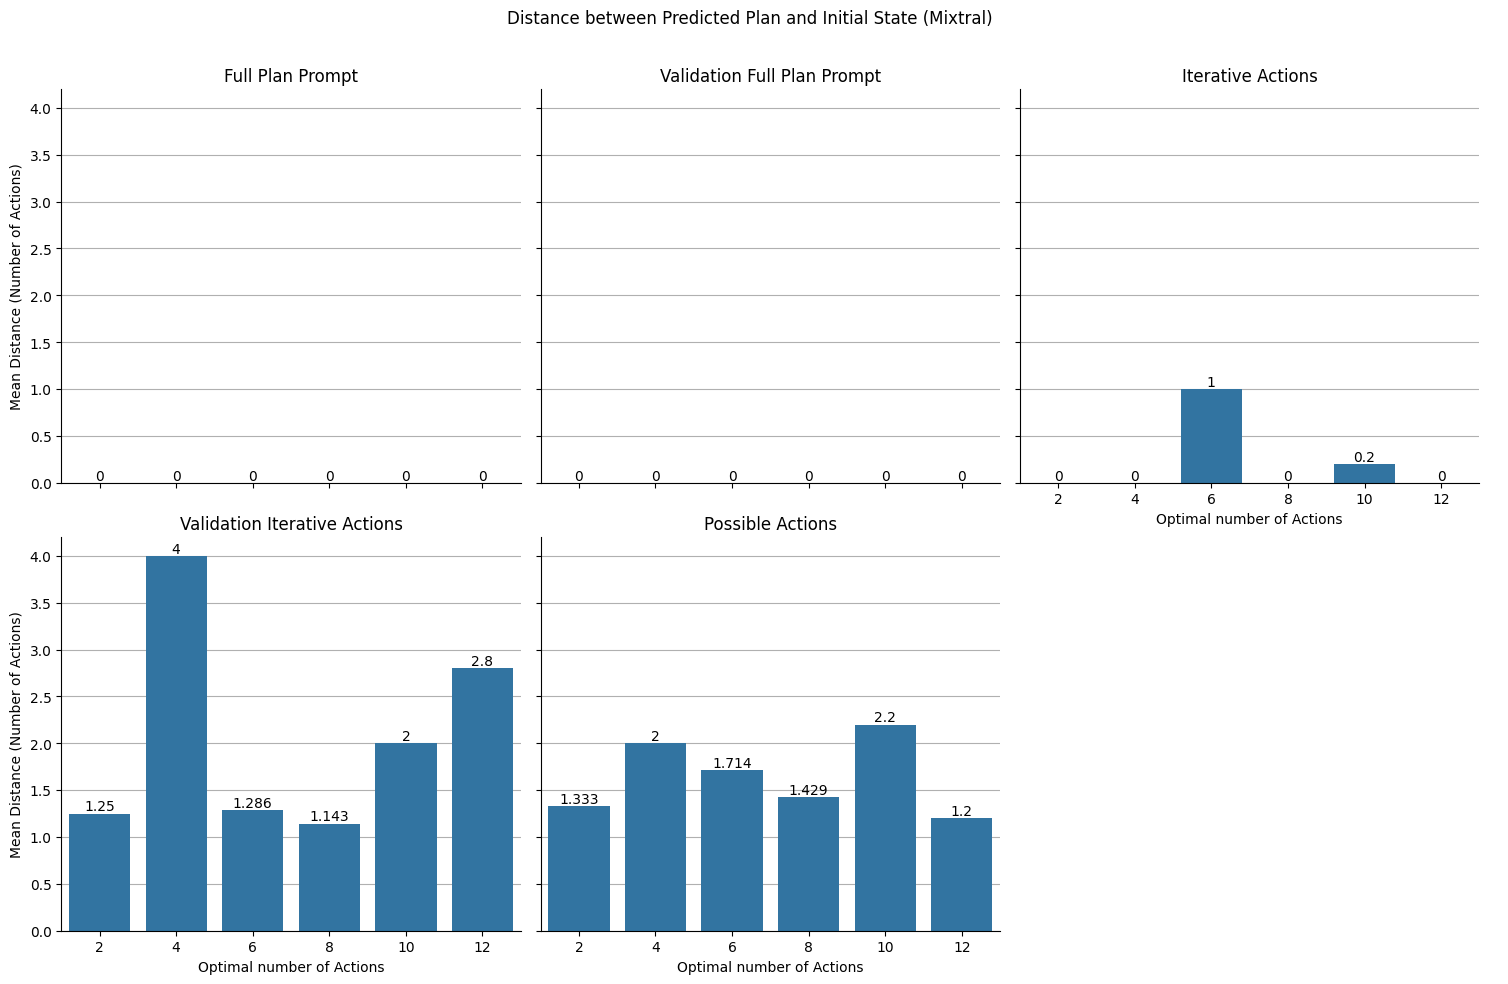 Distance between Predicted Plan and Initial State (Mixtral)
Full Plan Prompt
Validation Full Plan Prompt
Iterative Actions
Mean Distance (Number of Actions)
4.0
3.5
3.0
2.5
2.0
1.5
1.0
0.5
0.0
0 0 0 0 0 0
0 0 0 0 0 0
0 0 1 0 0.2 0
2 4 6 8 10 12
Optimal number of Actions
Validation Iterative Actions
Possible Actions
Mean Distance (Number of Actions)
4.0
3.5
3.0
2.5
2.0
1.5
1.0
0.5
0.0
1.25 4 1.286 1.143 2 2.8
2 4 6 8 10 12
Optimal number of Actions
1.333 2 1.714 1.429 2.2 1.2
2 4 6 8 10 12
Optimal number of Actions